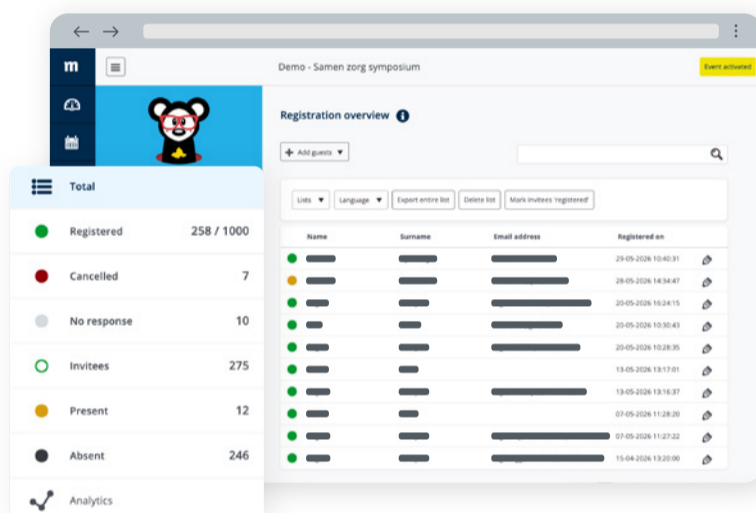 m
Demo - Samen zorg symposium
Event activated
Registration overview
Add guests
Lists Language Export entire list Delete list Mark invitees 'registered'
Name Surname Email address Registered on
29-05-2026 10:40:31
28-05-2026 14:34:47
20-05-2026 16:24:15
20-05-2026 10:30:43
20-05-2026 10:28:35
13-05-2026 13:17:01
13-05-2026 13:16:37
07-05-2026 11:28:20
07-05-2026 11:27:22
15-04-2026 13:20:00
Total
Registered 258 / 1000
Cancelled 7
No response 10
Invitees 275
Present 12
Absent 246
Analytics